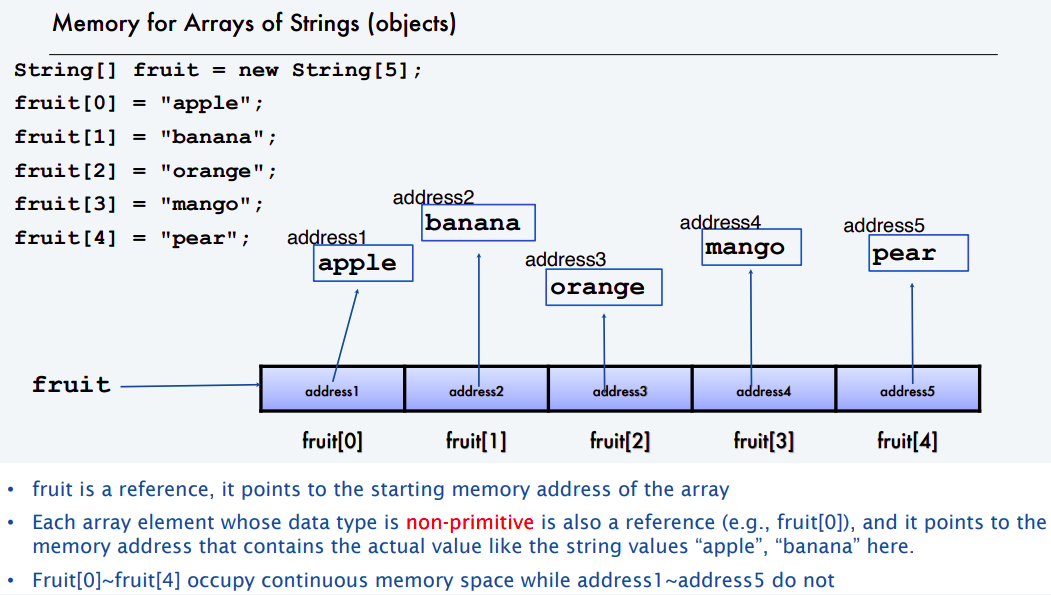 Memory for Arrays of Strings (objects)
String[] fruit = new String[5];
fruit[0] = "apple";
fruit[1] = "banana";
fruit[2] = "orange";
fruit[3] = "mango";
fruit[4] = "pear";
address1
apple
address2
banana
address3
orange
address4
mango
address5
pear
fruit
address1
address2
address3
address4
address5
fruit[0]
fruit[1]
fruit[2]
fruit[3]
fruit[4]
• fruit is a reference, it points to the starting memory address of the array
• Each array element whose data type is non-primitive is also a reference (e.g., fruit[0]), and it points to the
memory address that contains the actual value like the string values “apple”, “banana” here.
• Fruit[0]~fruit[4] occupy continuous memory space while address1~address5 do not